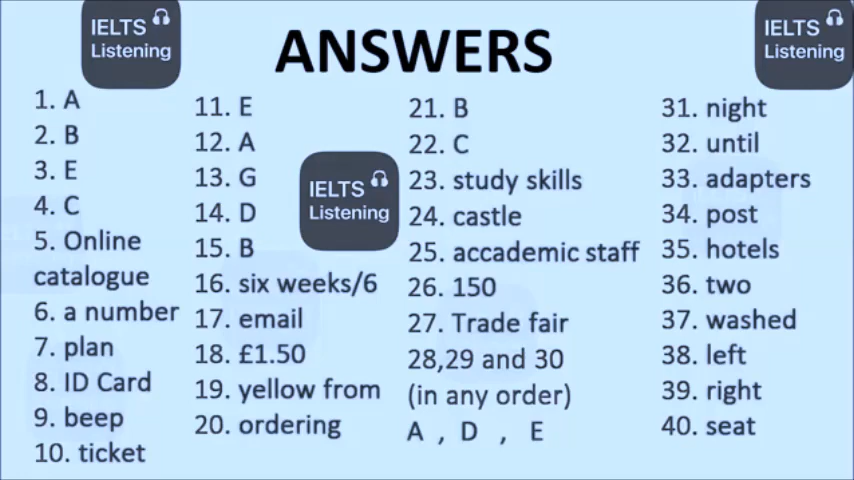 IELTS
Listening
ANSWERS
IELTS
Listening
1. A
2. B
3. E
4. C
5. Online
catalogue
6. a number
7. plan
8. ID Card
9. beep
10. ticket
11. E
12. A
13. G
14. D
15. B
16. six weeks/6
17. email
18. £1.50
19. yellow from
20. ordering
IELTS
Listening
21. B
22. C
23. study skills
24. castle
25. accademic staff
26. 150
27. Trade fair
28,29 and 30
(in any order)
A , D , E
31. night
32. until
33. adapters
34. post
35. hotels
36. two
37. washed
38. left
39. right
40. seat